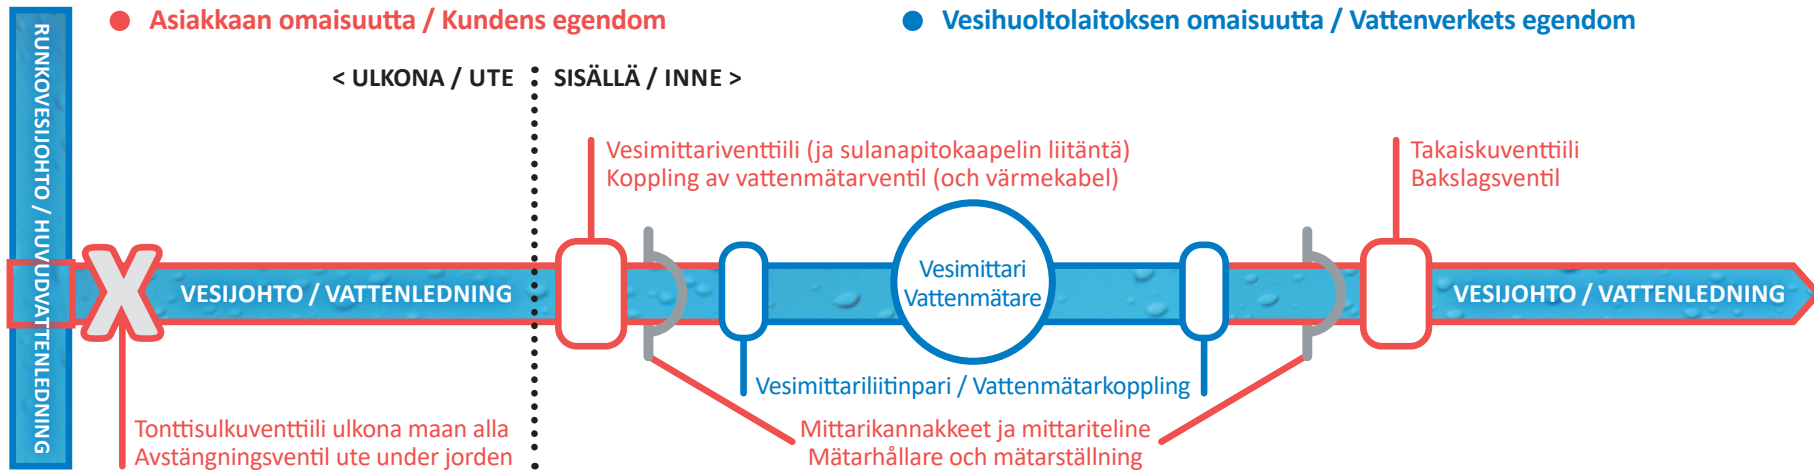 Asiakkaan omaisuutta / Kundens egendom
Vesihuoltolaitoksen omaisuutta / Vattenverkets egendom
RUNKOVESIJOHTO / HUVUDVATTENLEDNING
< ULKONA / UTE
SISÄLLÄ / INNE >
Vesimittariventtiili (ja sulanapitokaapelin liitäntä)
Koppling av vattenmätarventil (och värmekabel)
Takaiskuventtiili
Bakslagsventil
VESIJOHTO / VATTENLEDNING
Vesimittari
Vattenmätare
VESIJOHTO / VATTENLEDNING
Vesimittariliitinpari / Vattenmätarkoppling
Tonttisulkuventtiili ulkona maan alla
Avstängningsventil ute under jorden
Mittarikannakkeet ja mittariteline
Mätarhållare och mätarställning